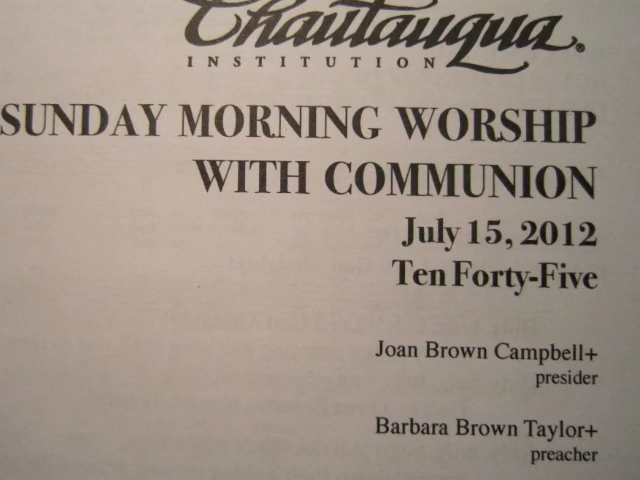 Chautauqua®
INSTITUTION
SUNDAY MORNING WORSHIP
WITH COMMUNION
July 15, 2012
Ten Forty-Five
Joan Brown Campbell+
presider
Barbara Brown Taylor+
preacher